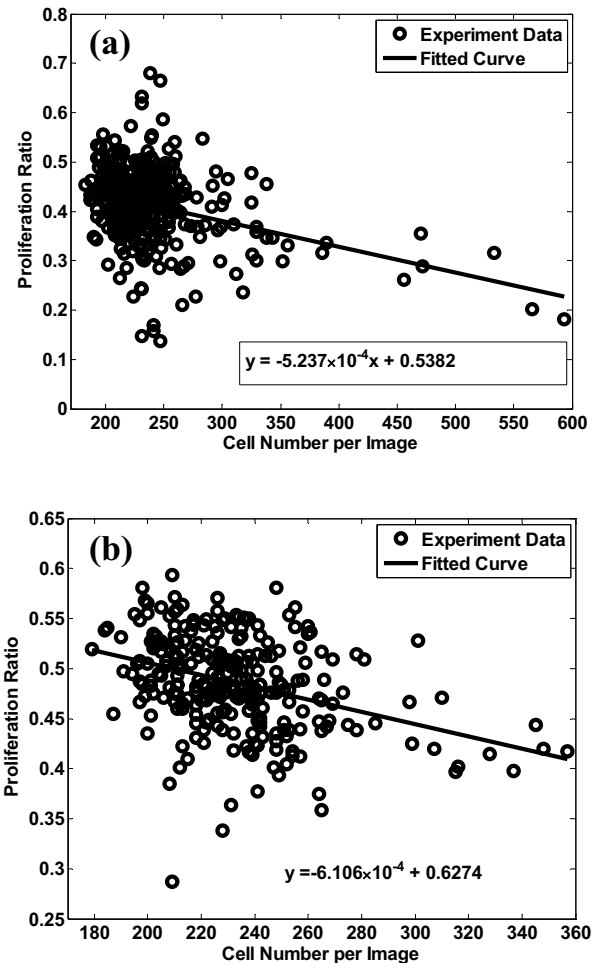 (a)
Experiment Data
Fitted Curve
0.8
0.7
0.6
0.5
0.4
0.3
0.2
0.1
0
Proliferation Ratio
y = -5.237×10-4x + 0.5382
200 250 300 350 400 450 500 550 600
Cell Number per Image
(b)
Experiment Data
Fitted Curve
0.65
0.6
0.55
0.5
0.45
0.4
0.35
0.3
0.25
Proliferation Ratio
y =-6.106×10-4 + 0.6274
180 200 220 240 260 280 300 320 340 360
Cell Number per Image